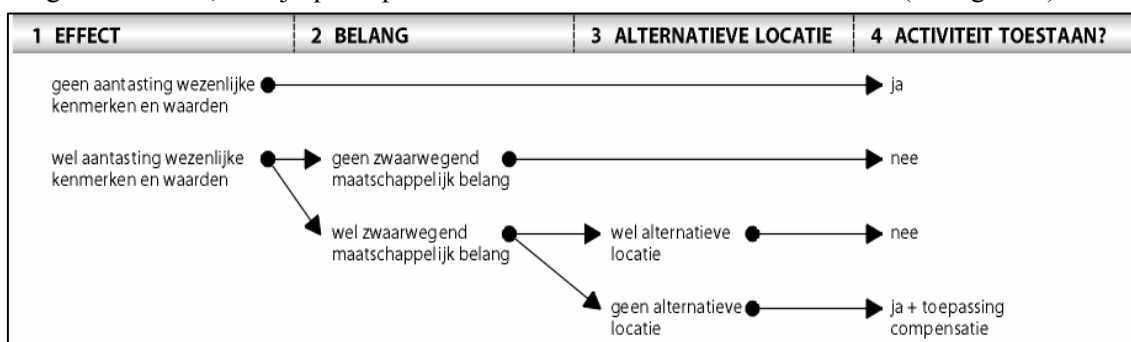 1 EFFECT 2 BELANG 3 ALTERNATIEVE LOCATIE 4 ACTIVITEIT TOESTAAN?
geen aantasting wezenlijke
kenmerken en waarden
ja
wel aantasting wezenlijke
kenmerken en waarden
geen zwaarwegend
maatschappelijk belang
nee
wel zwaarwegend
maatschappelijk belang
wel alternatieve
locatie
nee
geen alternatieve
locatie
ja + toepassing
compensatie